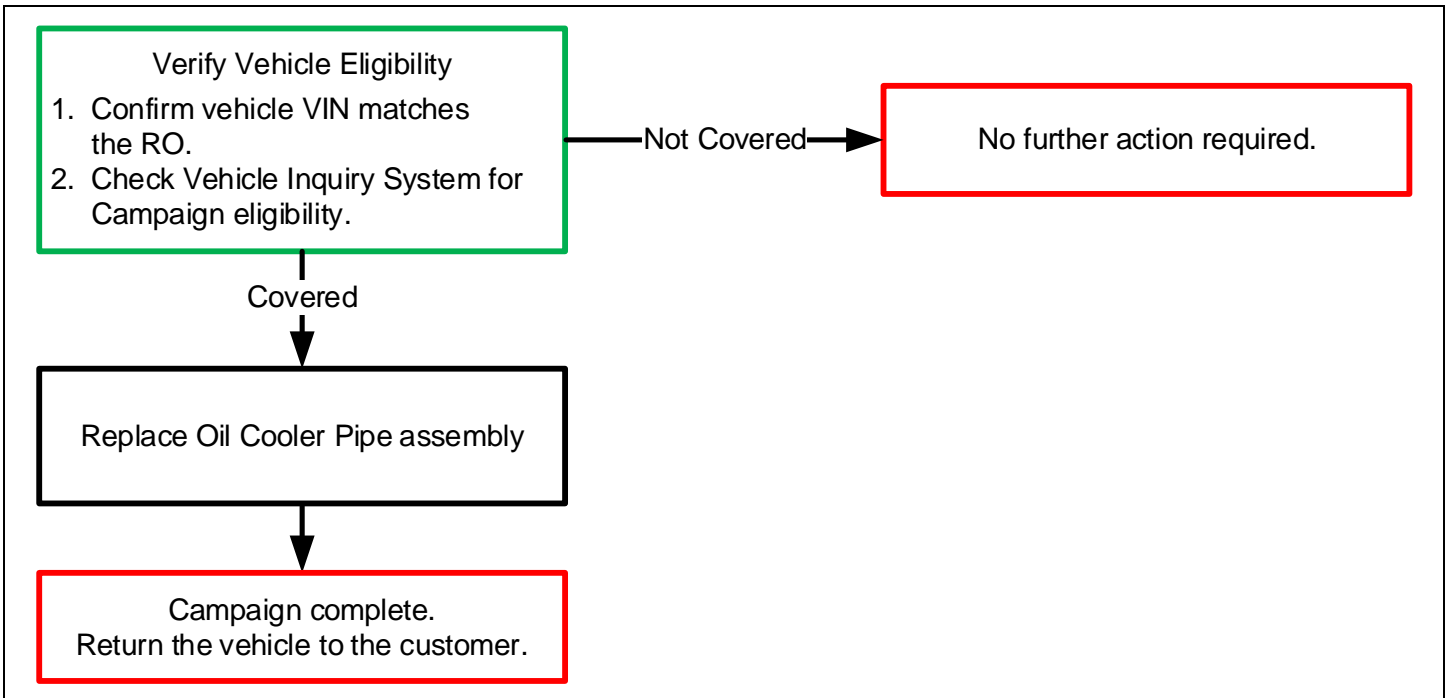 Verify Vehicle Eligibility
1. Confirm vehicle VIN matches
the RO.
2. Check Vehicle Inquiry System for
Campaign eligibility.
Not Covered
No further action required.
Covered
Replace Oil Cooler Pipe assembly
Campaign complete.
Return the vehicle to the customer.